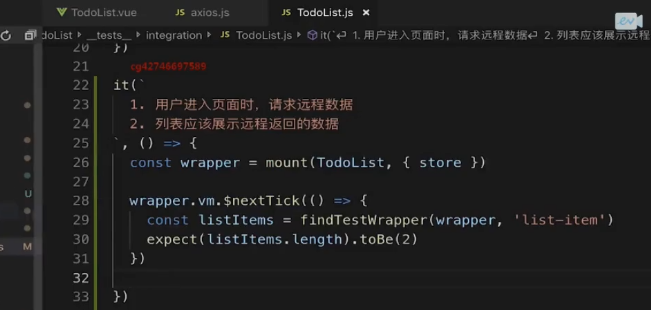 TodoList.vue
JS axios.js
JS TodoList.js ×
doList › __tests__ › integration › JS TodoList.js › it(`↵ 1. 用户进入页面时，请求远程数据↵ 2. 列表应该展示远程
20 })
21 cg42746697589
22 it(`
23 1. 用户进入页面时，请求远程数据
24 2. 列表应该展示远程返回的数据
25 `, () => {
26 const wrapper = mount(TodoList, { store })
27
28 wrapper.vm.$nextTick(() => {
29 const listItems = findTestWrapper(wrapper, 'list-item')
30 expect(listItems.length).toBe(2)
31 })
32
33 })
U
s M